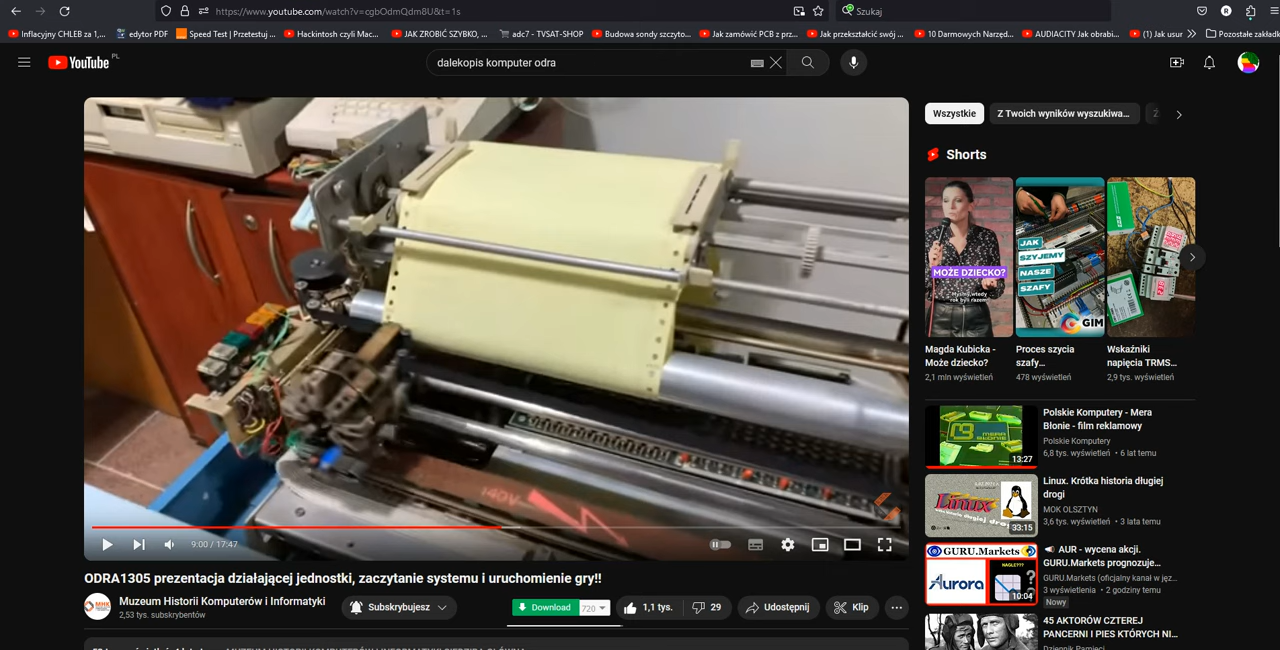 https://www.youtube.com/watch?v=cgbOdmQdm8U&t=1s
Szukaj
Inflacyjny CHLEB za 1,...
edytor PDF
Speed Test | Przetestuj ...
Hackintosh czyli Mac...
JAK ZROBIĆ SZYBKO, ...
adc7 - TVSAT-SHOP
Budowa sondy szczyto...
Jak zamówić PCB z prz...
Jak przekształcić swój ...
10 Darmowych Narzęd...
AUDIACITY Jak obrabi...
(1) Jak usur
Pozostałe zakładk
YouTube PL
dalekopis komputer odra
140V
9:00 / 17:47
ODRA1305 prezentacja działającej jednostki, zaczytanie systemu i uruchomienie gry!!
MHK
Muzeum Historii Komputerów i Informatyki
2,53 tys. subskrybentów
Subskrybujesz
Download
720
1,1 tys.
29
Udostępnij
Klip
Wszystkie
Z Twoich wyników wyszukiwa...
Shorts
MOŻE DZIECKO?
JAK
SZYJEMY
NASZE
SZAFY
GIM
Magda Kubicka -
Może dziecko?
2,1 mln wyświetleń
Proces szycia
szafy...
478 wyświetleń
Wskaźniki
napięcia TRMS...
2,9 tys. wyświetleń
MERA
BŁONIE
13:27
Polskie Komputery - Mera
Błonie - film reklamowy
Polskie Komputery
6,8 tys. wyświetleń • 6 lat temu
Linux
33:15
Linux. Krótka historia długiej
drogi
MOK OLSZTYN
3,6 tys. wyświetleń • 3 lata temu
GURU.Markets
NAGLE???
Aurora
10:04
AUR - wycena akcji.
GURU.Markets prognozuje...
GURU.Markets (oficjalny kanał w jęz...
3 wyświetlenia • 2 godziny temu
Nowy
45 AKTORÓW CZTEREJ
PANCERNI I PIES KTÓRYCH NI...
Dziennik Pamięci